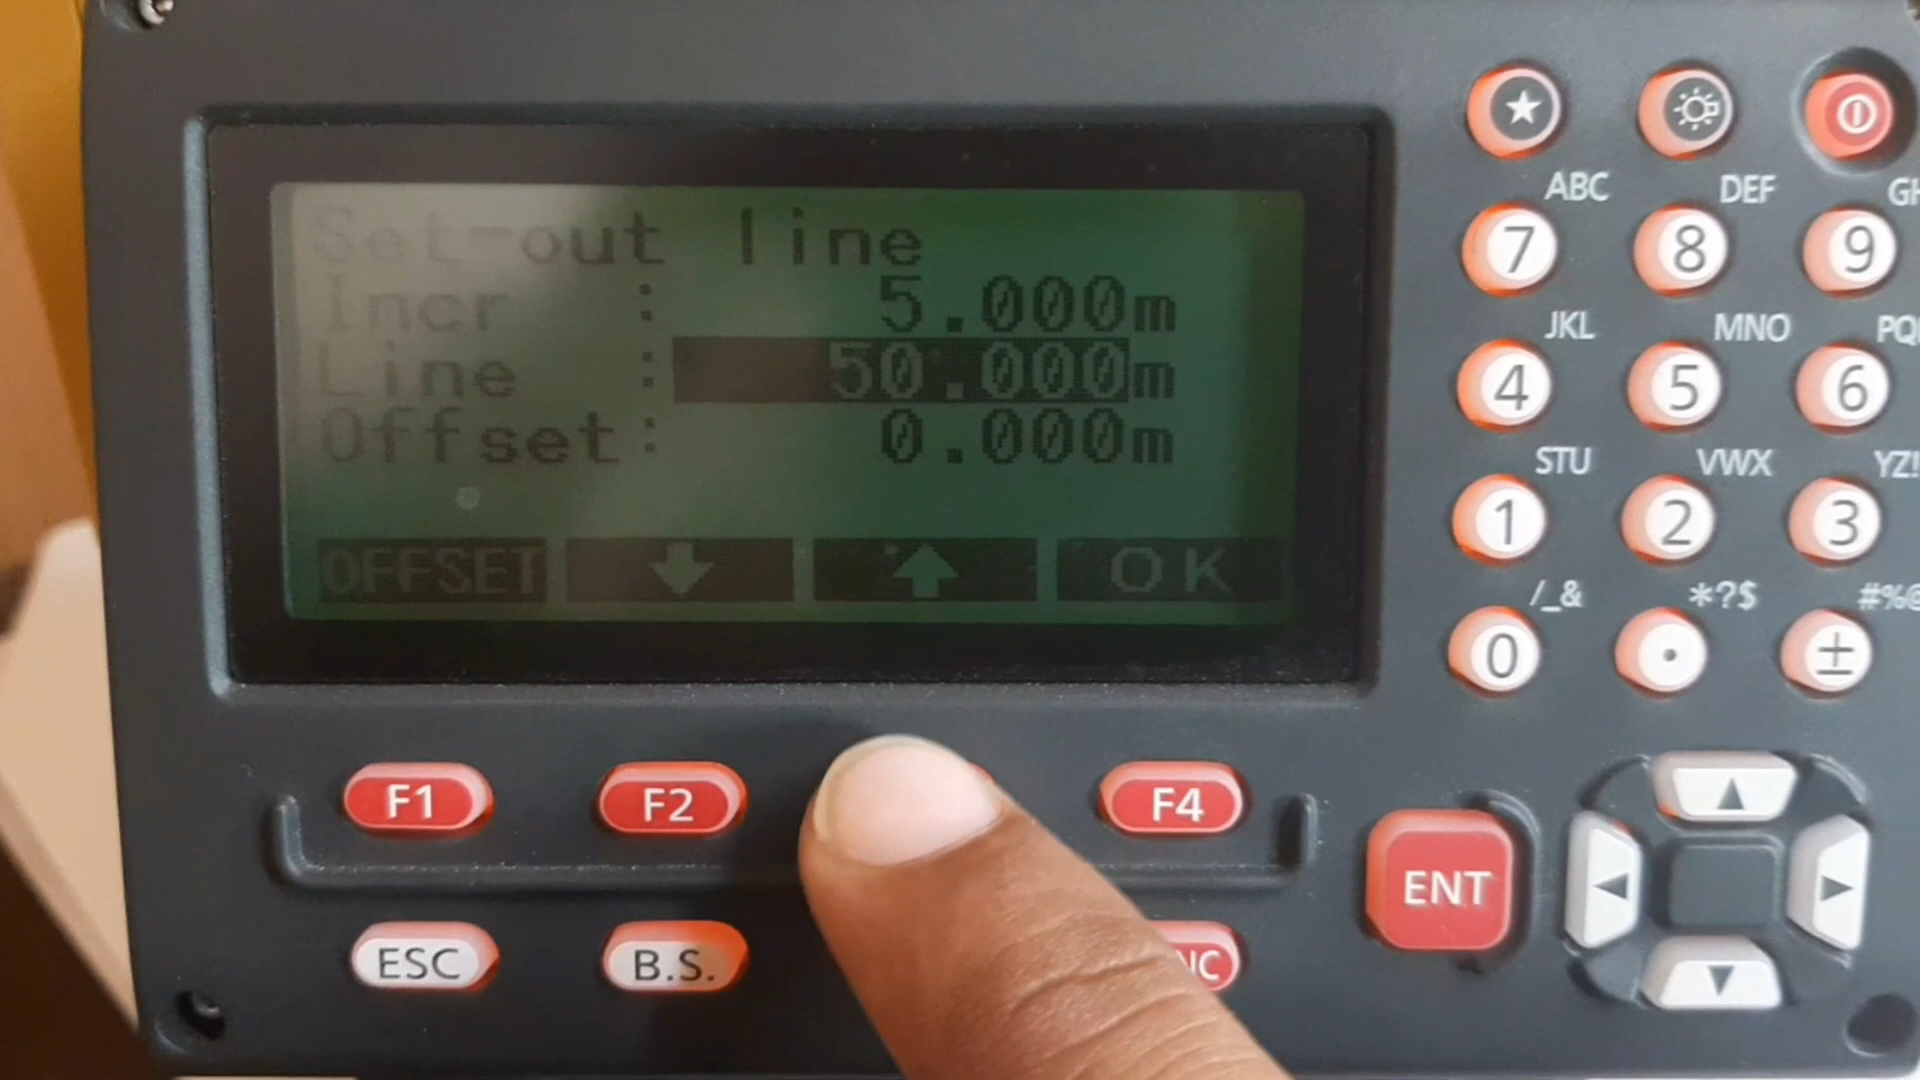 Set-out line
Incr : 5.000m
Line : 50.000m
Offset: 0.000m
OFFSET OK
ABC DEF
7 8 9
JKL MNO
4 5 6
STU VWX
1 2 3
/_& *?$
0 . ±
F1 F2 F4
ENT
ESC B.S.